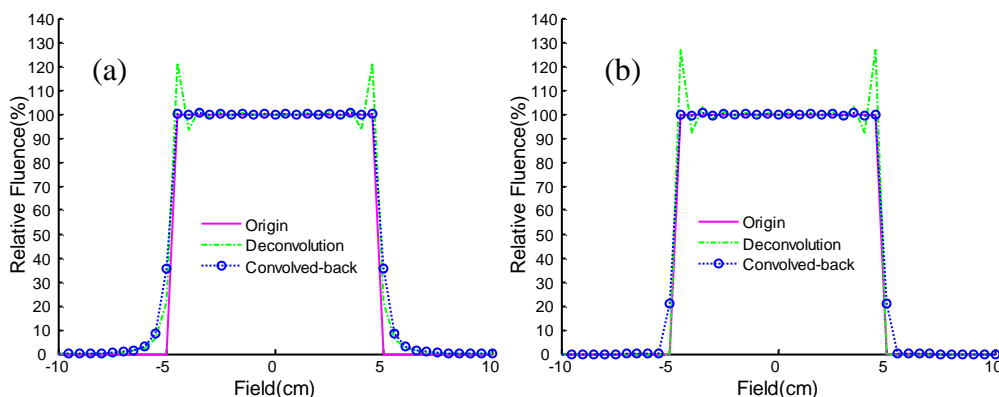 140
130
120
110
100
90
80
70
60
50
40
30
20
10
0
Relative Fluence(%)
(a)
Origin
Deconvolution
Convolved-back
-10 -5 0 5 10
Field(cm)
140
130
120
110
100
90
80
70
60
50
40
30
20
10
0
Relative Fluence(%)
(b)
Origin
Deconvolution
Convolved-back
-10 -5 0 5 10
Field(cm)